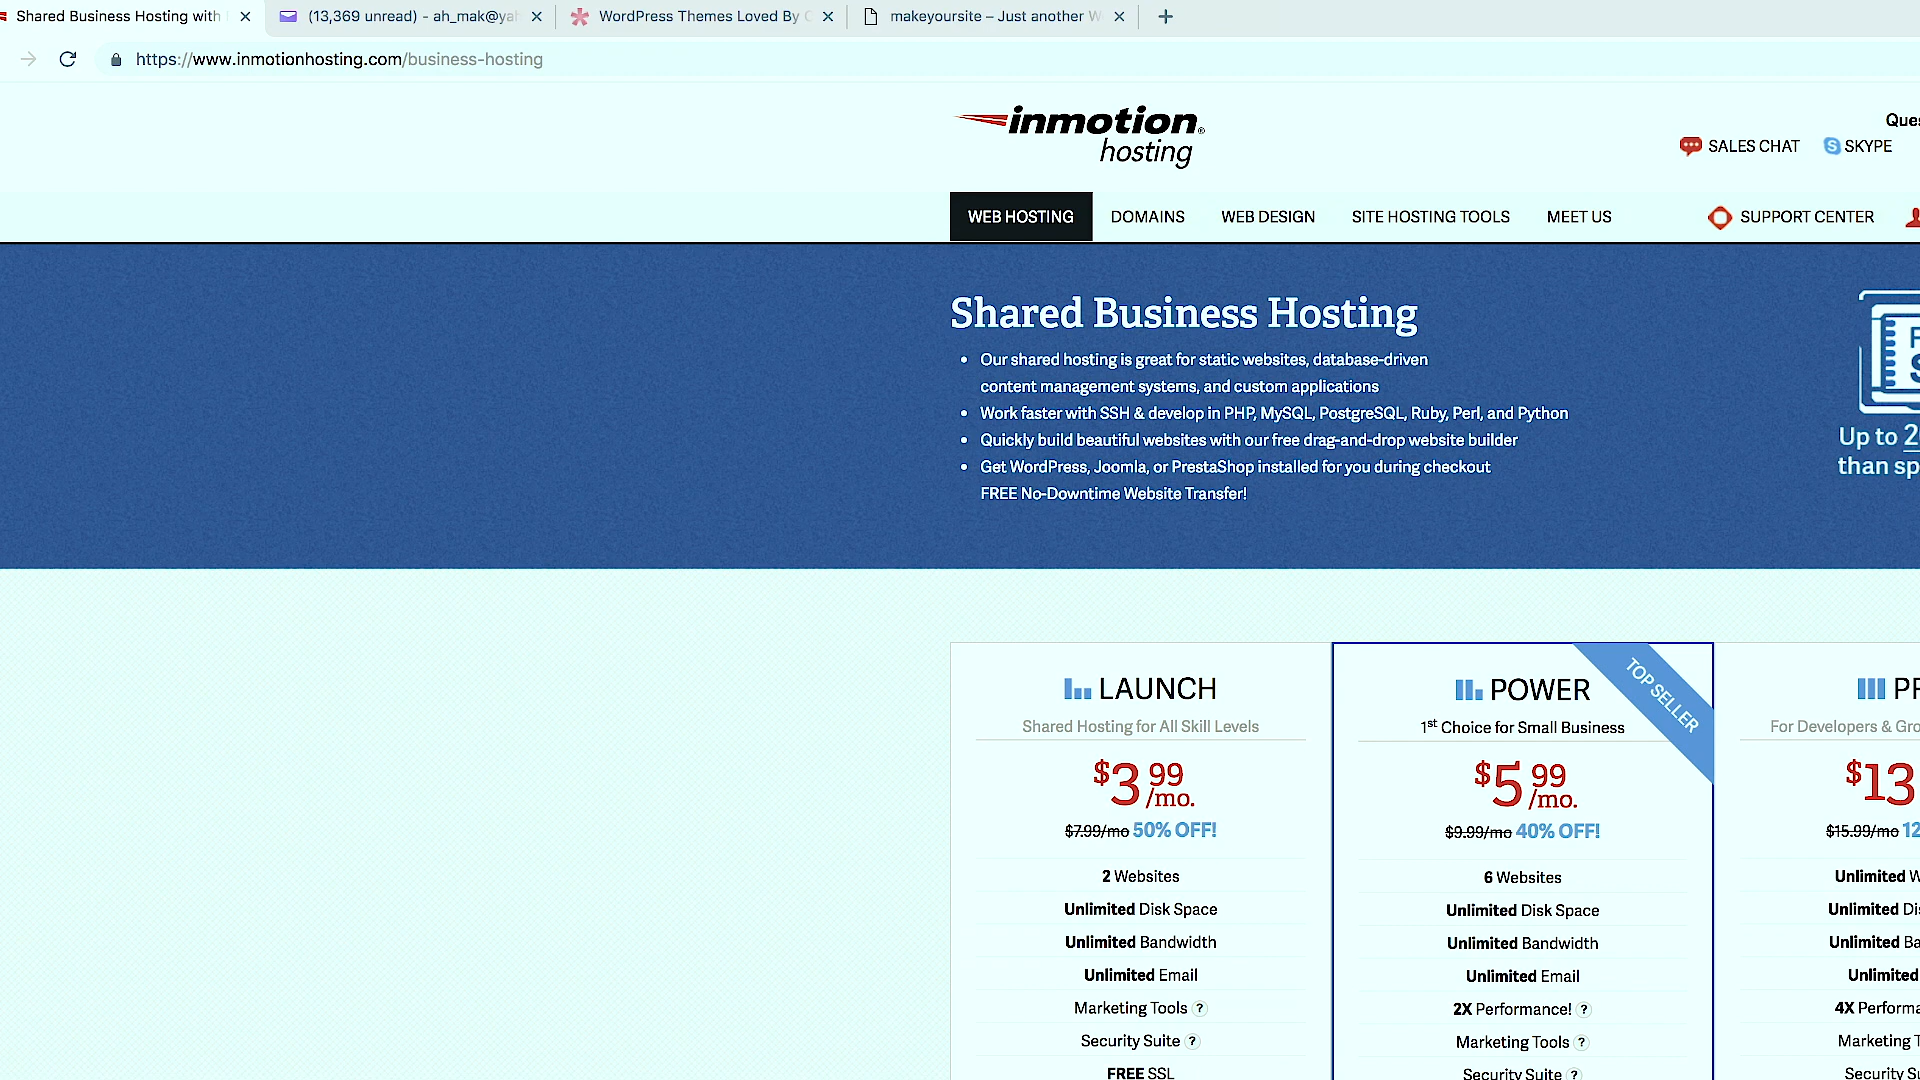 Shared Business Hosting with
(13,369 unread) - ah_mak@yah
WordPress Themes Loved By
makeyoursite – Just another W
https://www.inmotionhosting.com/business-hosting
inmotion®
hosting
Ques
SALES CHAT
SKYPE
WEB HOSTING
DOMAINS
WEB DESIGN
SITE HOSTING TOOLS
MEET US
SUPPORT CENTER
Shared Business Hosting
• Our shared hosting is great for static websites, database-driven
content management systems, and custom applications
• Work faster with SSH & develop in PHP, MySQL, PostgreSQL, Ruby, Perl, and Python
• Quickly build beautiful websites with our free drag-and-drop website builder
• Get WordPress, Joomla, or PrestaShop installed for you during checkout
FREE No-Downtime Website Transfer!
Up to 2
than sp
LAUNCH
Shared Hosting for All Skill Levels
$3.99/mo.
$7.99/mo 50% OFF!
2 Websites
Unlimited Disk Space
Unlimited Bandwidth
Unlimited Email
Marketing Tools ?
Security Suite ?
FREE SSL
TOP SELLER
POWER
1st Choice for Small Business
$5.99/mo.
$9.99/mo 40% OFF!
6 Websites
Unlimited Disk Space
Unlimited Bandwidth
Unlimited Email
2X Performance! ?
Marketing Tools ?
Security Suite ?
PR
For Developers & Gro
$13
$15.99/mo 12
Unlimited W
Unlimited Dis
Unlimited Ba
Unlimited
4X Performa
Marketing T
Security Su